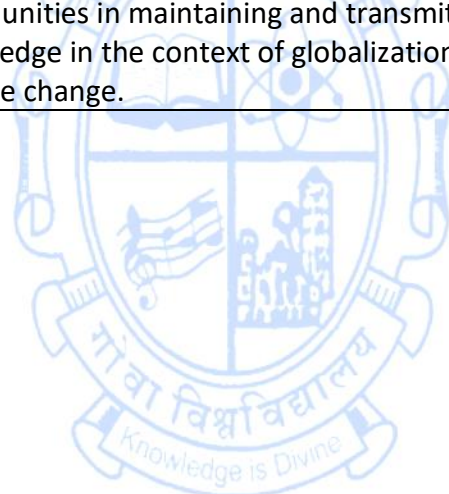 unities in maintaining and transmit
edge in the context of globalization
e change.
गोंवा विश्वविद्यालय
Knowledge is Divine